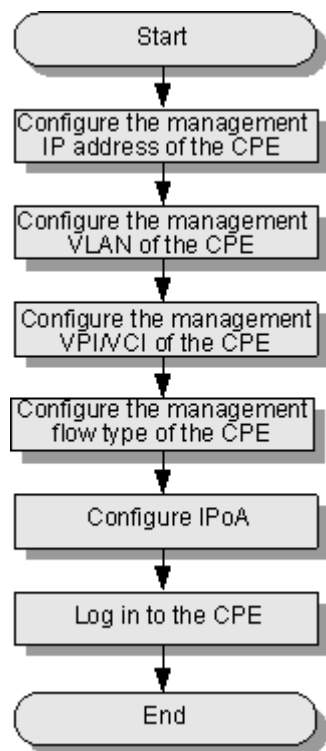 Start
Configure the management
IP address of the CPE
Configure the management
VLAN of the CPE
Configure the management
VPI/VCI of the CPE
Configure the management
flow type of the CPE
Configure IPoA
Log in to the CPE
End